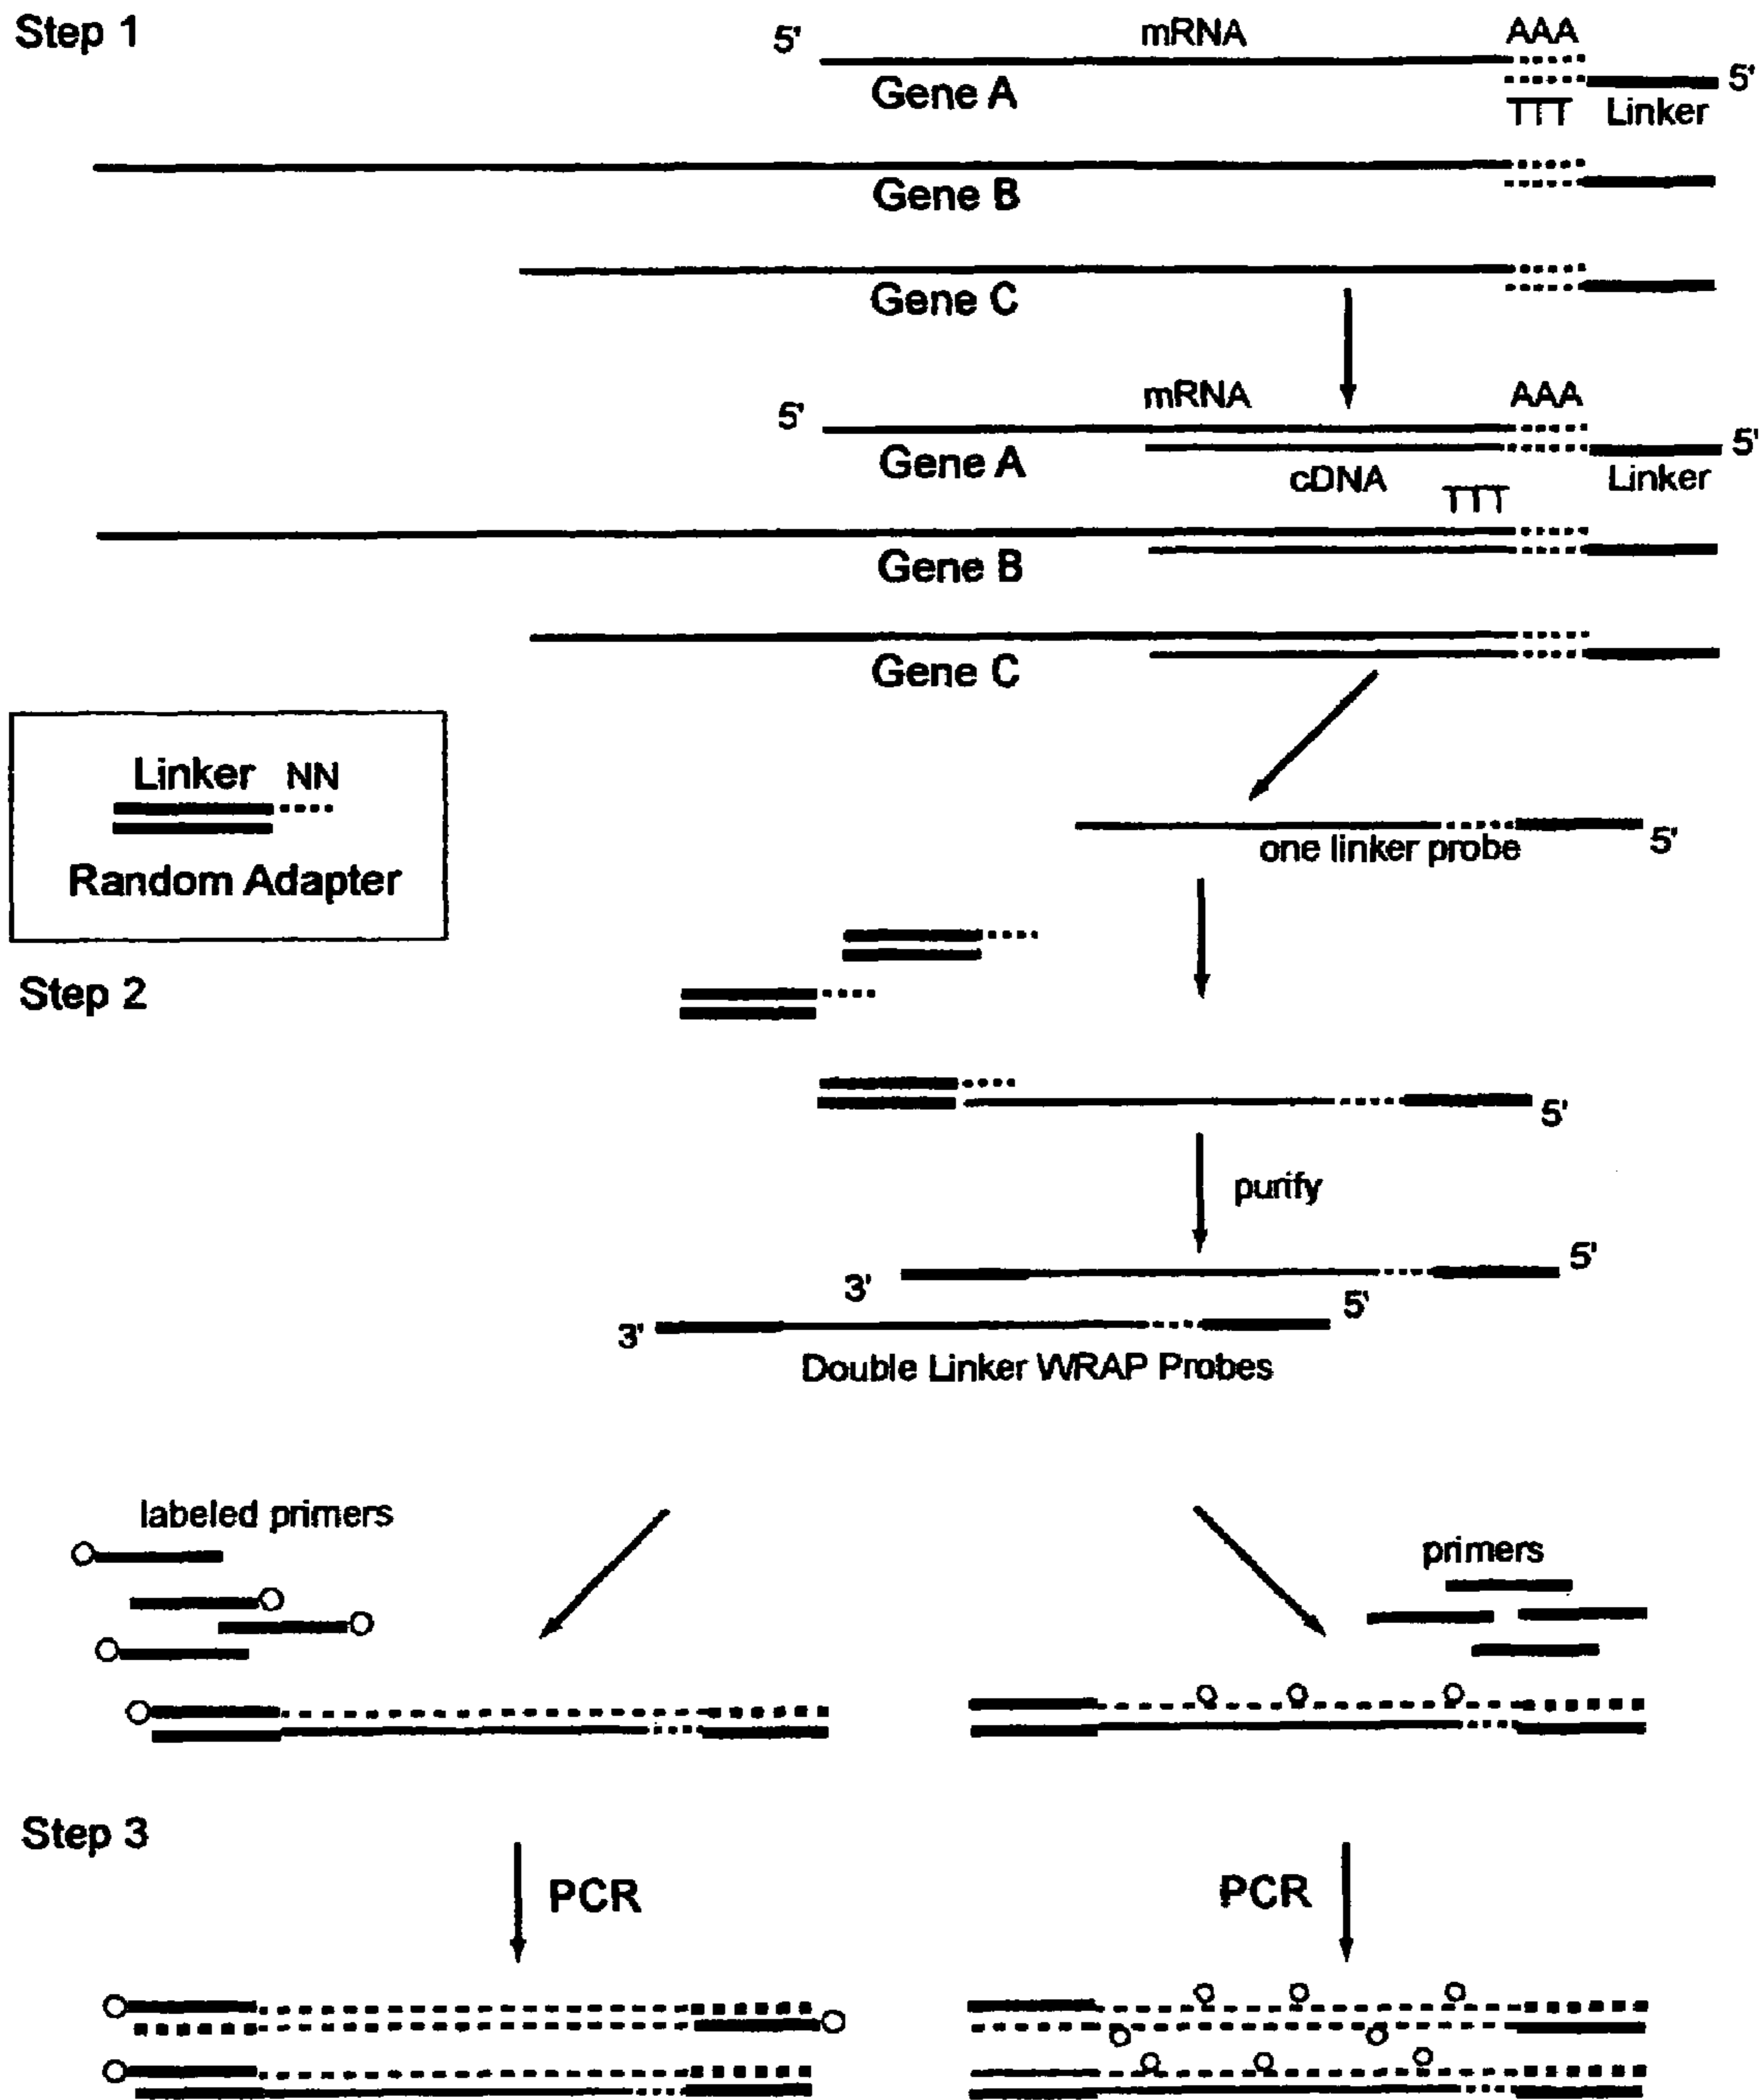 Step 1
5' mRNA AAA
5'
Gene A
TTT Linker
Gene B
Gene C
mRNA AAA
5'
5'
Gene A
cDNA TTT Linker
Gene B
Gene C
Linker NN
Random Adapter
one linker probe 5'
Step 2
5'
purify
5'
3'
5'
3'
Double Linker WRAP Probes
labeled primers
primers
Step 3
PCR PCR